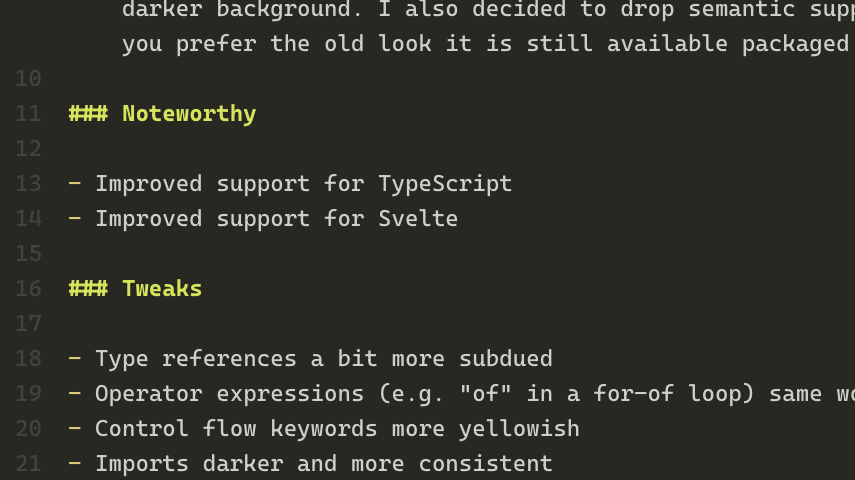 darker background. I also decided to drop semantic
you prefer the old look it is still available packaged
10
11 ### Noteworthy
12
13 - Improved support for TypeScript
14 - Improved support for Svelte
15
16 ### Tweaks
17
18 - Type references a bit more subdued
19 - Operator expressions (e.g. "of" in a for-of loop) same
20 - Control flow keywords more yellowish
21 - Imports darker and more consistent